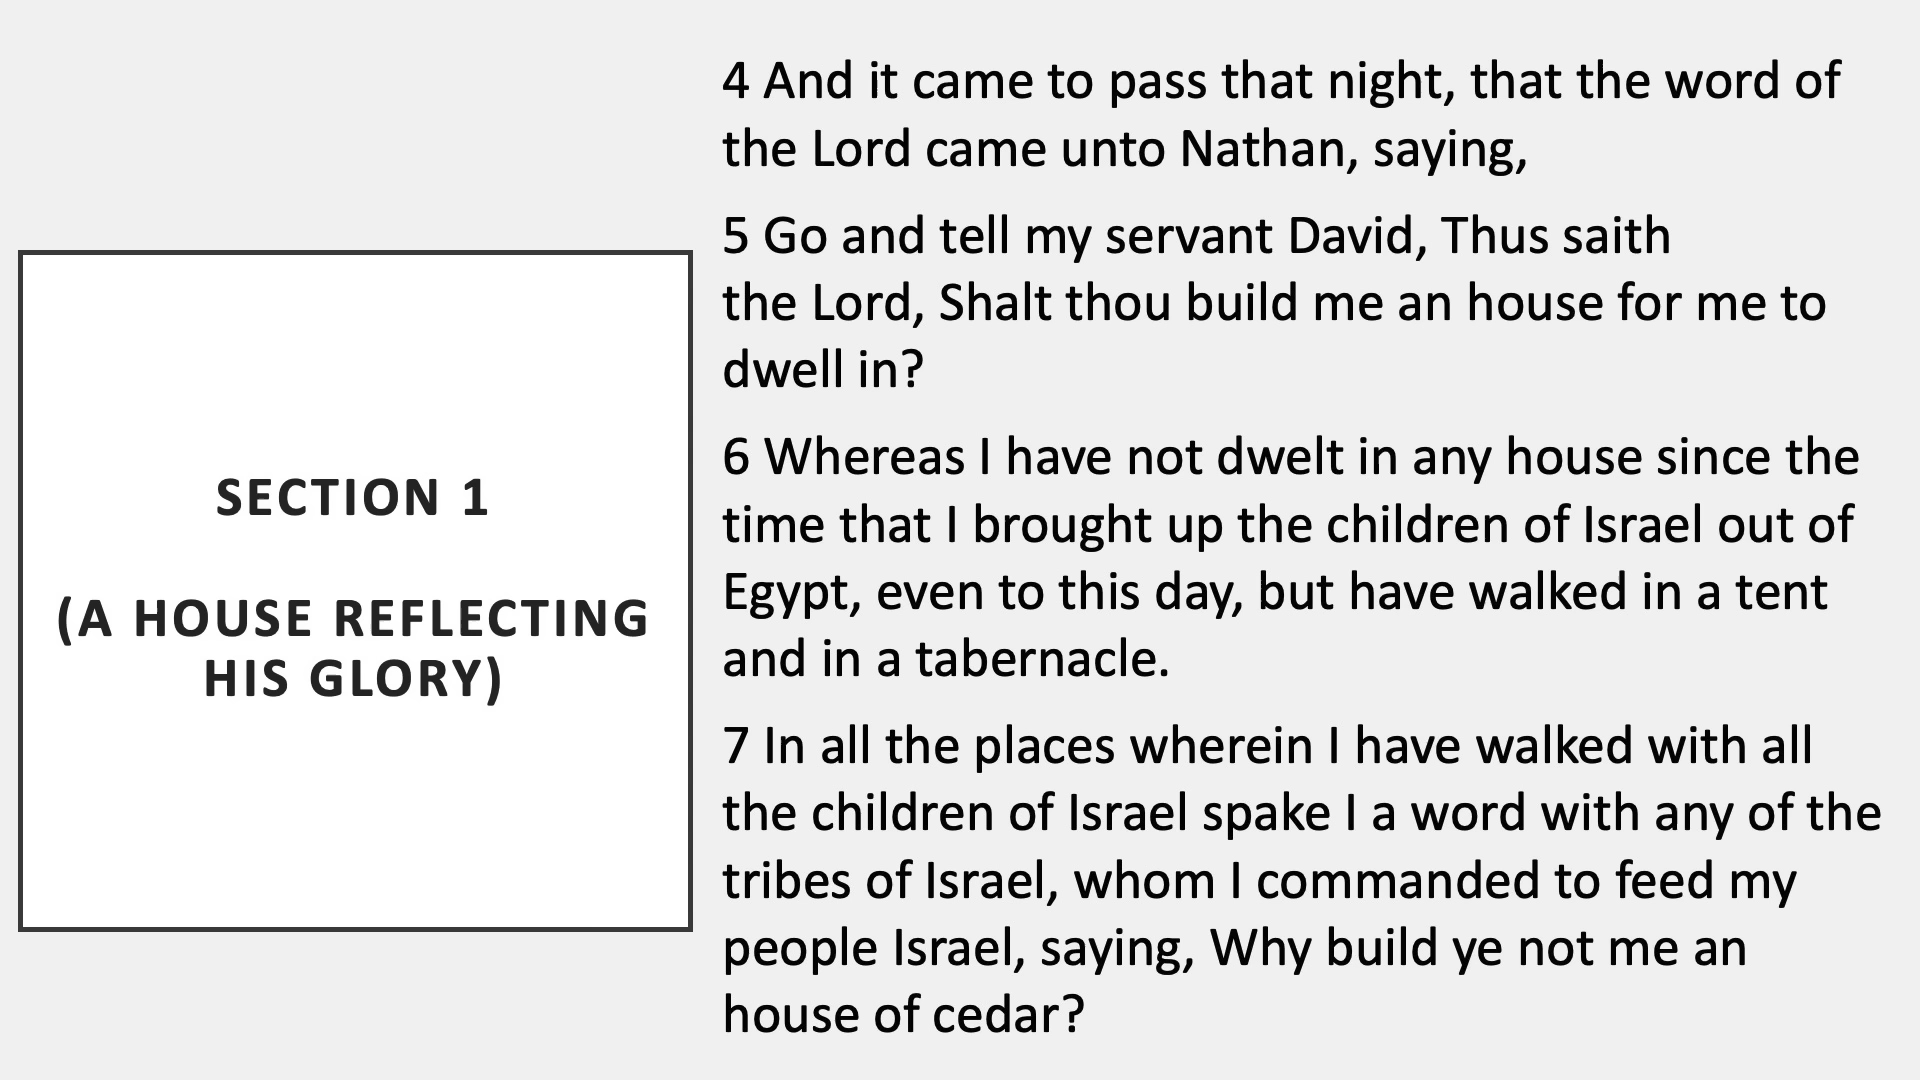 SECTION 1
(A HOUSE REFLECTING
HIS GLORY)
4 And it came to pass that night, that the word of
the Lord came unto Nathan, saying,
5 Go and tell my servant David, Thus saith
the Lord, Shalt thou build me an house for me to
dwell in?
6 Whereas I have not dwelt in any house since the
time that I brought up the children of Israel out of
Egypt, even to this day, but have walked in a tent
and in a tabernacle.
7 In all the places wherein I have walked with all
the children of Israel spake I a word with any of the
tribes of Israel, whom I commanded to feed my
people Israel, saying, Why build ye not me an
house of cedar?